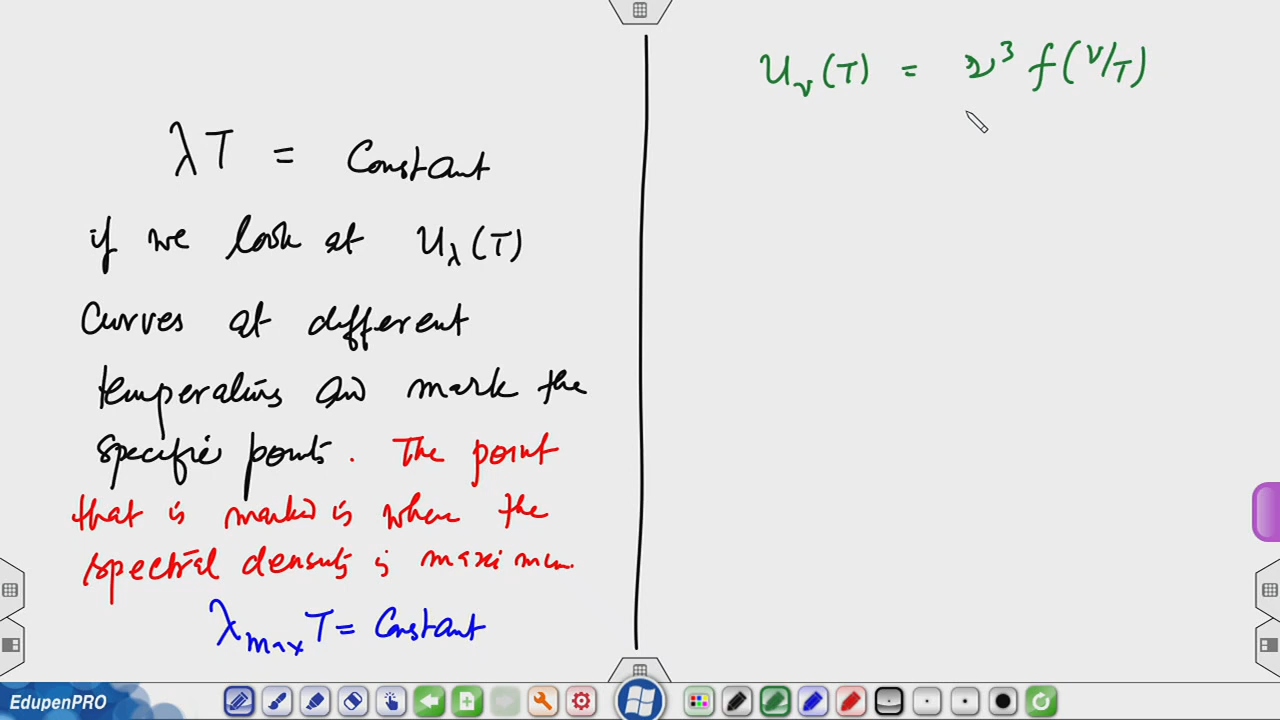 λT = Constant
if we look at U_λ(T)
Curves at different
temperatures and mark the
specific points. The point
that is marked is where the
spectral density is maximum.
λ_max T = Constant
U_ν(T) = ν³ f(ν/T)
EdupenPRO